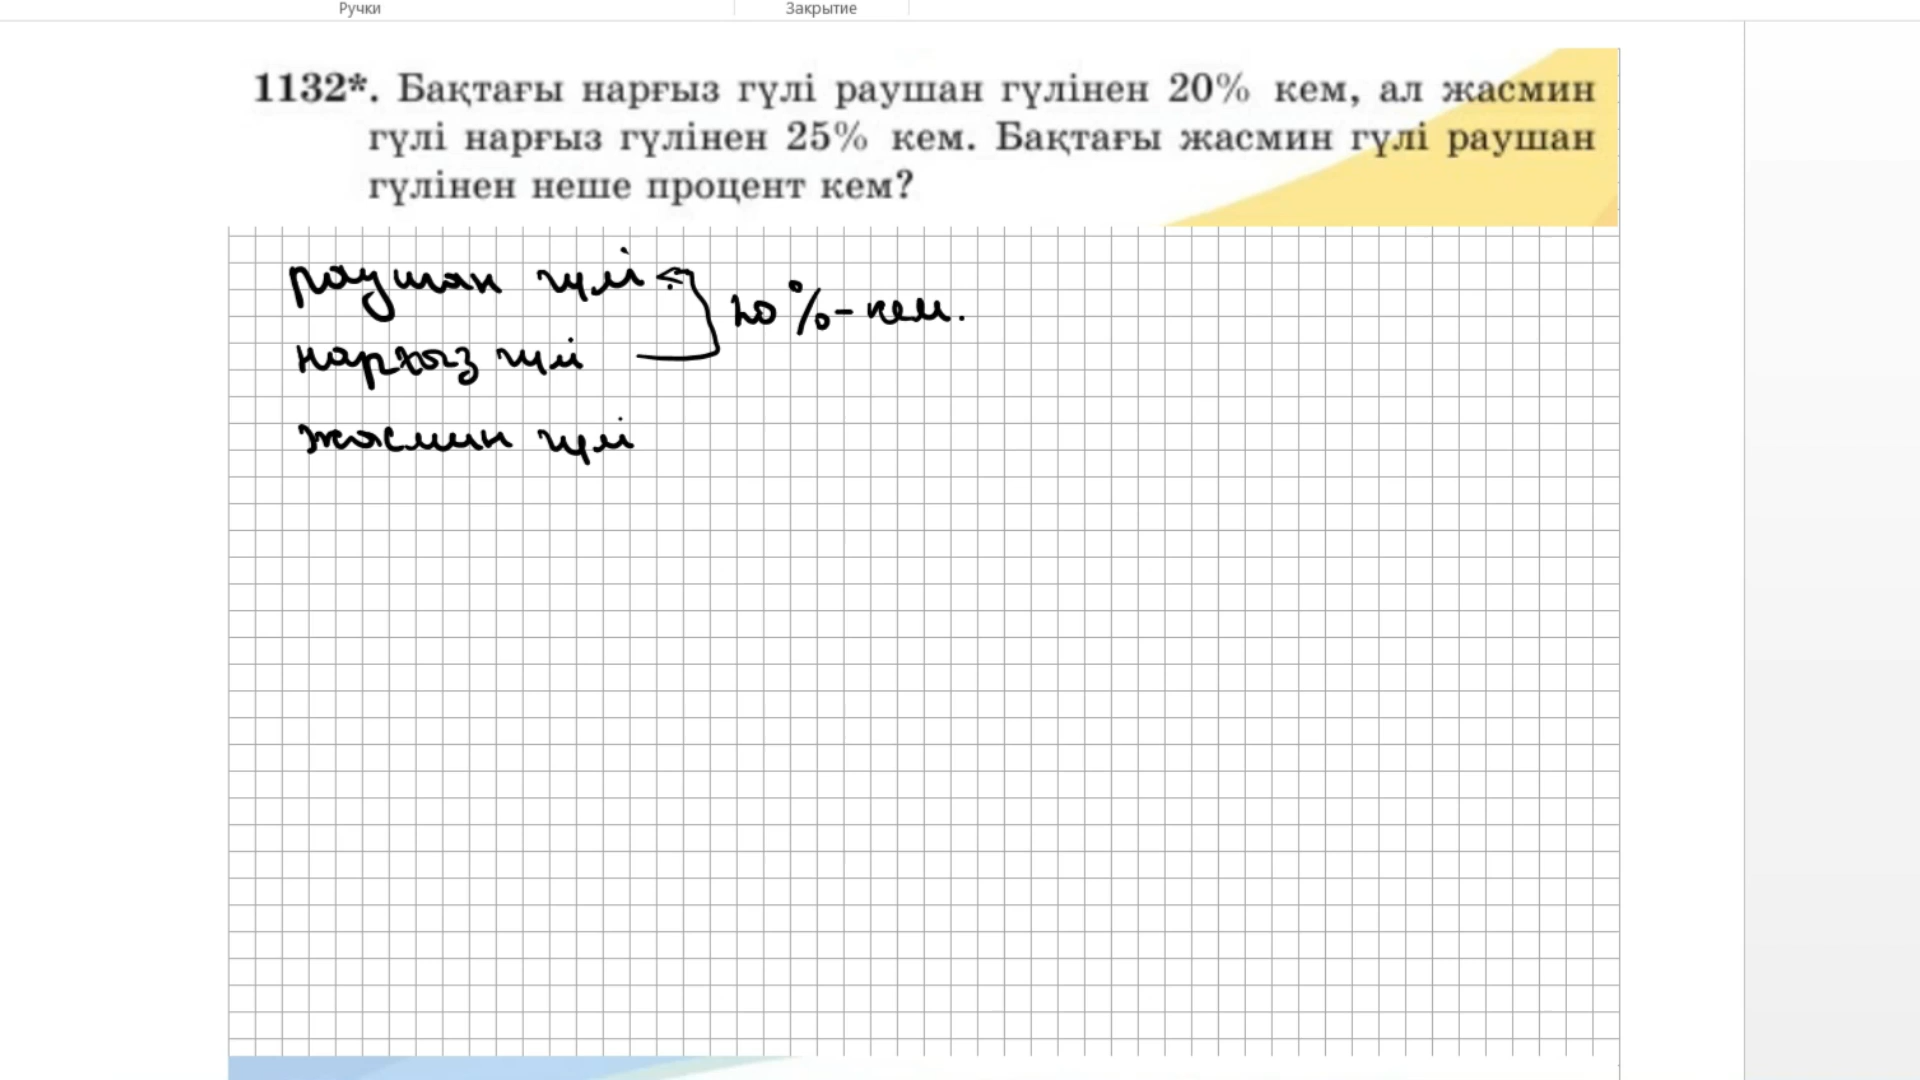 Ручки
Закрытие
1132*. Бақтағы нарғыз гүлі раушан гүлінен 20% кем, ал жасмин
гүлі нарғыз гүлінен 25% кем. Бақтағы жасмин гүлі раушан
гүлінен неше процент кем?
раушан гүлі
20%-кем.
нарғыз гүлі
жасмин гүлі